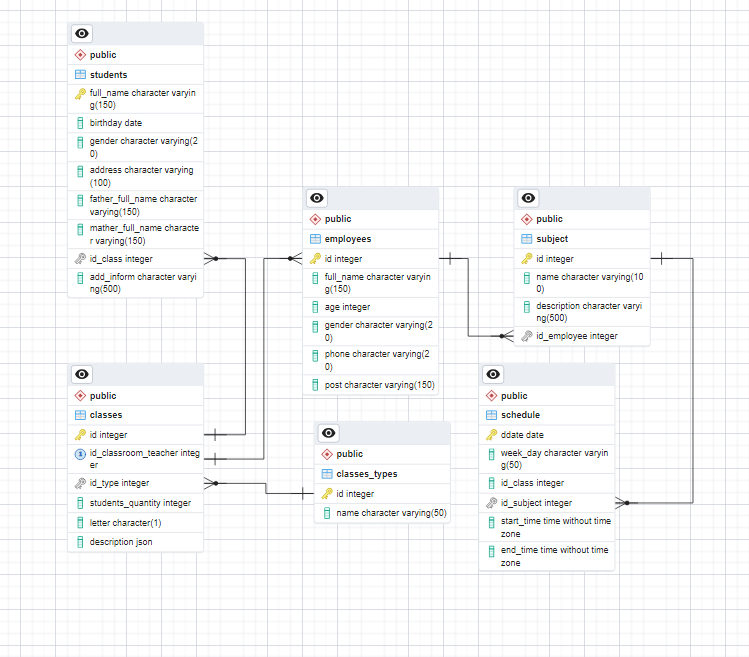 public
students
full_name character varyin
g(150)
birthday date
gender character varying(2
0)
address character varying
(100)
father_full_name character
varying(150)
mather_full_name characte
r varying(150)
id_class integer
add_inform character varyi
ng(500)
public
employees
id integer
full_name character varyin
g(150)
age integer
gender character varying(2
0)
phone character varying(2
0)
post character varying(150)
public
subject
id integer
name character varying(10
0)
description character varyi
ng(500)
id_employee integer
public
classes
id integer
1
id_classroom_teacher integ
er
id_type integer
students_quantity integer
letter character(1)
description json
public
classes_types
id integer
name character varying(50)
public
schedule
ddate date
week_day character varyin
g(50)
id_class integer
id_subject integer
start_time time without time
zone
end_time time without time
zone